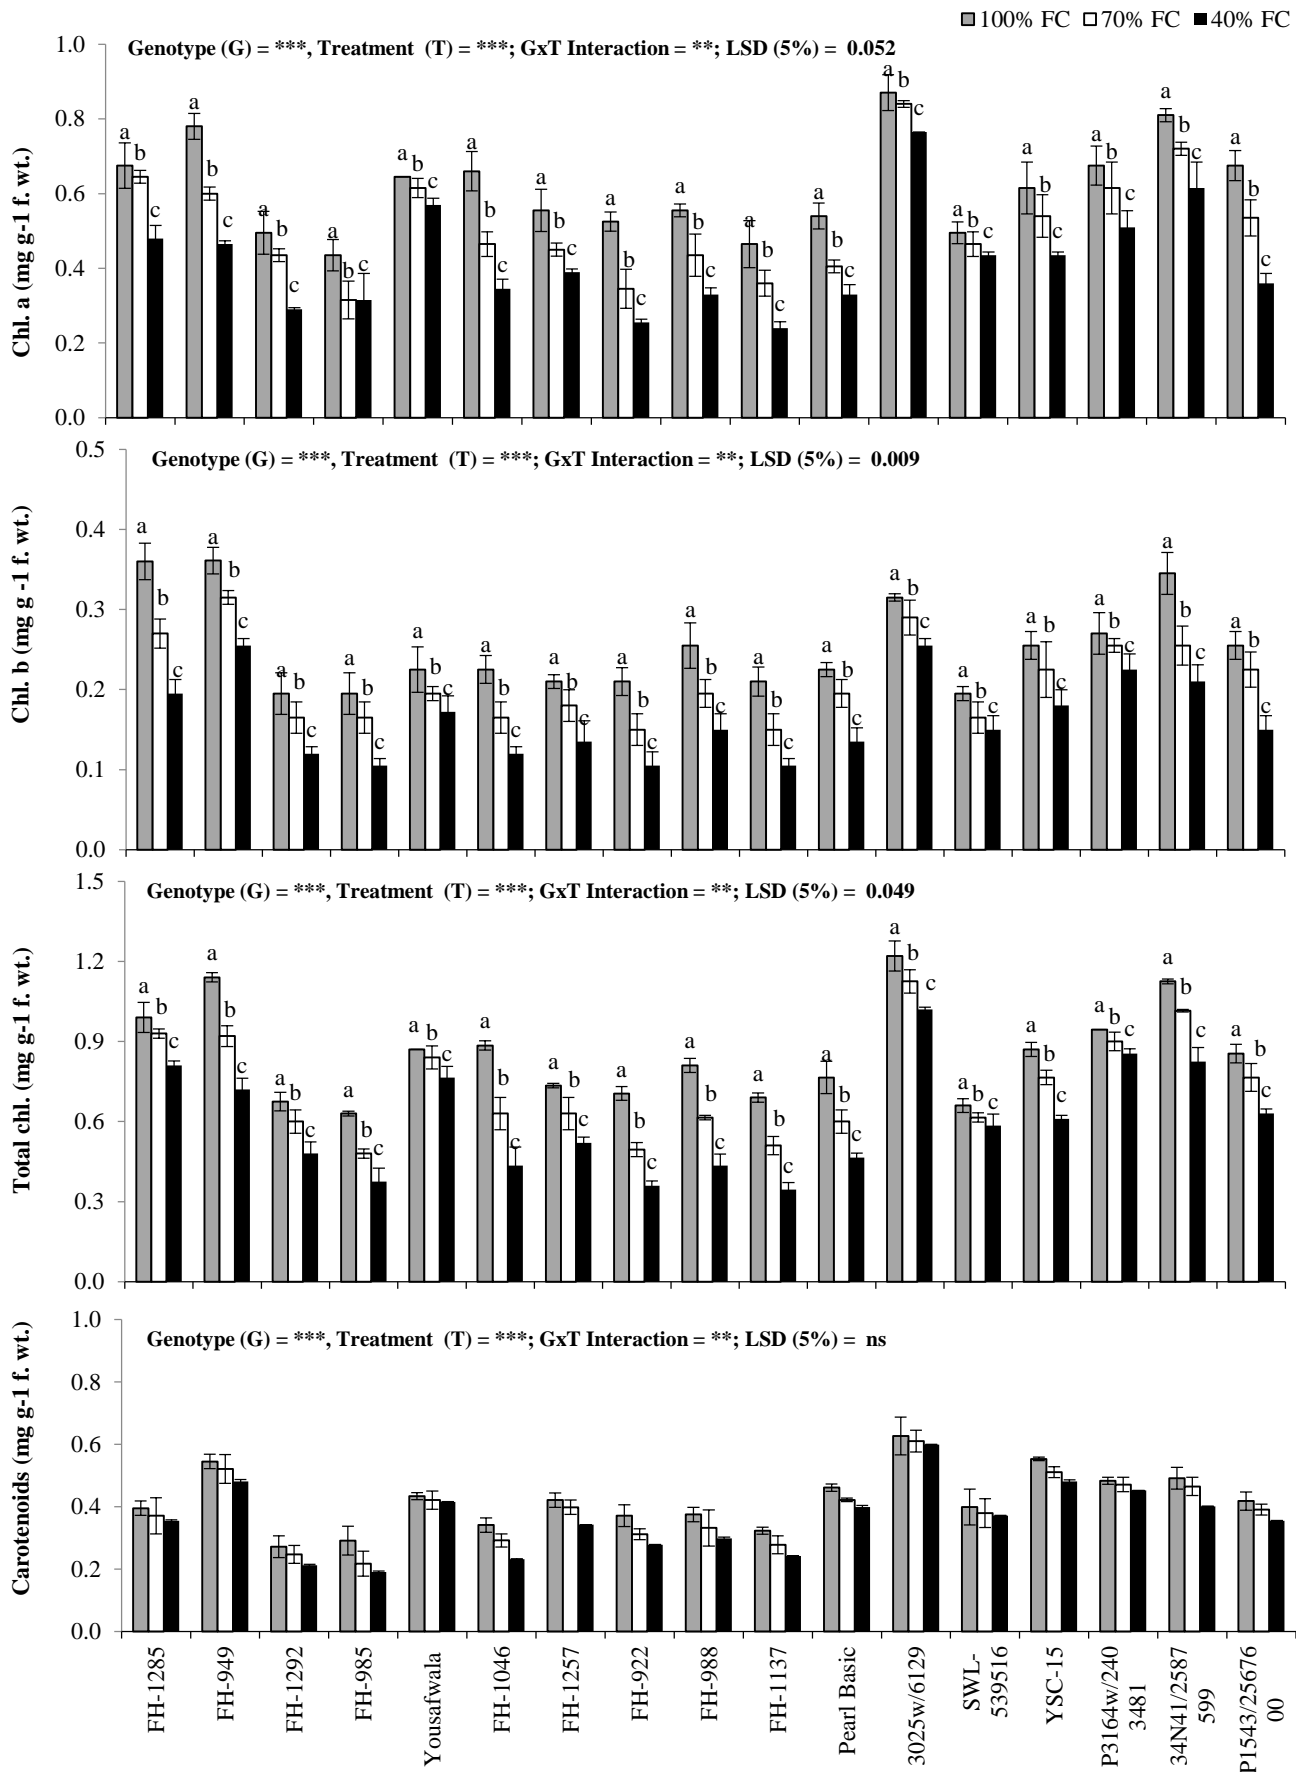 100% FC 70% FC 40% FC
Genotype (G) = ***, Treatment (T) = ***; GxT Interaction = **; LSD (5%) = 0.052
Chl. a (mg g-1 f. wt.)
1.0
0.8
0.6
0.4
0.2
0.0
a b c a b c a b c a b c a b c a b c a b c a b c a b c a b c a b c a b c a b c a b c a b c a b c a b c
Genotype (G) = ***, Treatment (T) = ***; GxT Interaction = **; LSD (5%) = 0.009
Chl. b (mg g -1 f. wt.)
0.5
0.4
0.3
0.2
0.1
0.0
a b c a b c a b c a b c a b c a b c a b c a b c a b c a b c a b c a b c a b c a b c a b c a b c a b c
Genotype (G) = ***, Treatment (T) = ***; GxT Interaction = **; LSD (5%) = 0.049
Total chl. (mg g-1 f. wt.)
1.5
1.2
0.9
0.6
0.3
0.0
a b c a b c a b c a b c a b c a b c a b c a b c a b c a b c a b c a b c a b c a b c a b c a b c a b c
Genotype (G) = ***, Treatment (T) = ***; GxT Interaction = **; LSD (5%) = ns
Carotenoids (mg g-1 f. wt.)
1.0
0.8
0.6
0.4
0.2
0.0
FH-1285
FH-949
FH-1292
FH-985
Yousafwala
FH-1046
FH-1257
FH-922
FH-988
FH-1137
Pearl Basic
3025w/6129
SWL-
539516
YSC-15
P3164w/240
3481
34N41/2587
599
P1543/25676
00